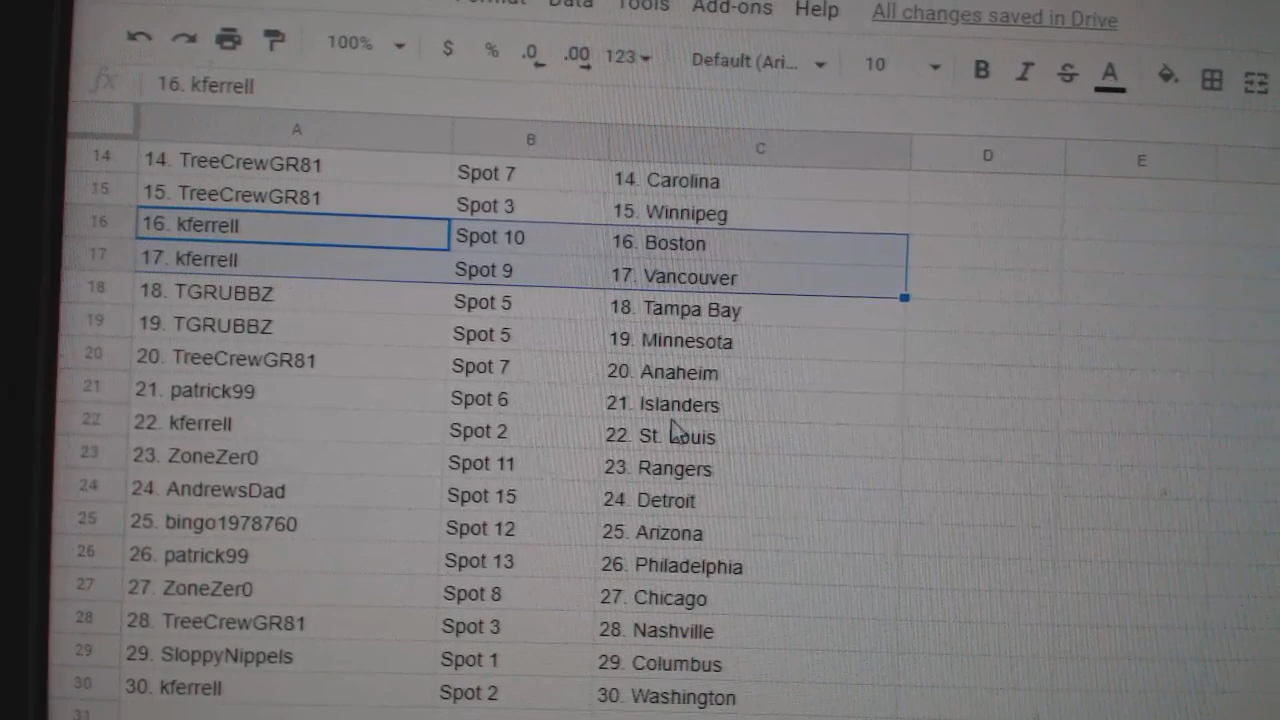 Format Data Tools Add-ons Help All changes saved in Drive
100% $ % .0 .00 123 Default (Ari... 10 B I S A
fx 16. kferrell
A B C D E
14 14. TreeCrewGR81 Spot 7 14. Carolina
15 15. TreeCrewGR81 Spot 3 15. Winnipeg
16 16. kferrell Spot 10 16. Boston
17 17. kferrell Spot 9 17. Vancouver
18 18. TGRUBBZ Spot 5 18. Tampa Bay
19 19. TGRUBBZ Spot 5 19. Minnesota
20 20. TreeCrewGR81 Spot 7 20. Anaheim
21 21. patrick99 Spot 6 21. Islanders
22 22. kferrell Spot 2 22. St. Louis
23 23. ZoneZer0 Spot 11 23. Rangers
24 24. AndrewsDad Spot 15 24. Detroit
25 25. bingo1978760 Spot 12 25. Arizona
26 26. patrick99 Spot 13 26. Philadelphia
27 27. ZoneZer0 Spot 8 27. Chicago
28 28. TreeCrewGR81 Spot 3 28. Nashville
29 29. SloppyNippels Spot 1 29. Columbus
30 30. kferrell Spot 2 30. Washington
31